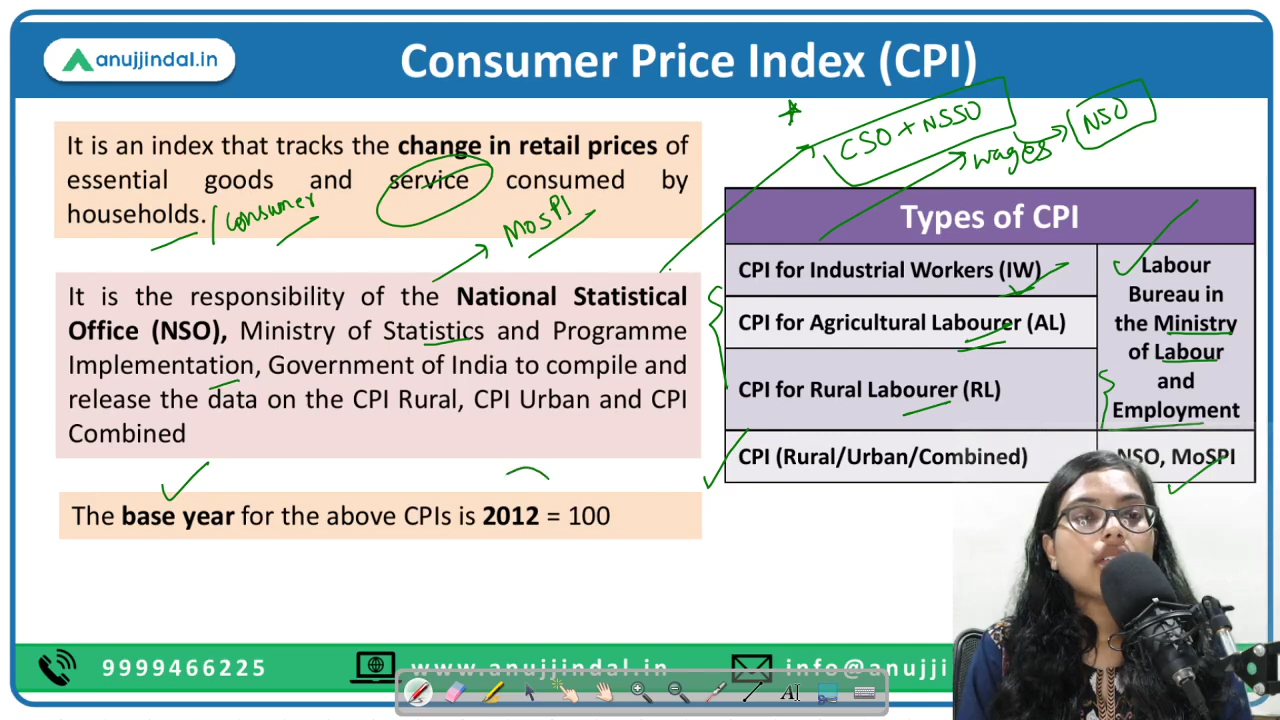 anujjindal.in
Consumer Price Index (CPI)
CSO + NSSO
wages
NSO
It is an index that tracks the change in retail prices of
essential goods and service consumed by
households.
/consumer
MoSPI
It is the responsibility of the National Statistical
Office (NSO), Ministry of Statistics and Programme
Implementation, Government of India to compile and
release the data on the CPI Rural, CPI Urban and CPI
Combined
The base year for the above CPIs is 2012 = 100
Types of CPI
CPI for Industrial Workers (IW)
CPI for Agricultural Labourer (AL)
CPI for Rural Labourer (RL)
Labour
Bureau in
the Ministry
of Labour
and
Employment
CPI (Rural/Urban/Combined)
NSO, MoSPI
9999466225
www.anujjindal.in
info@anujji